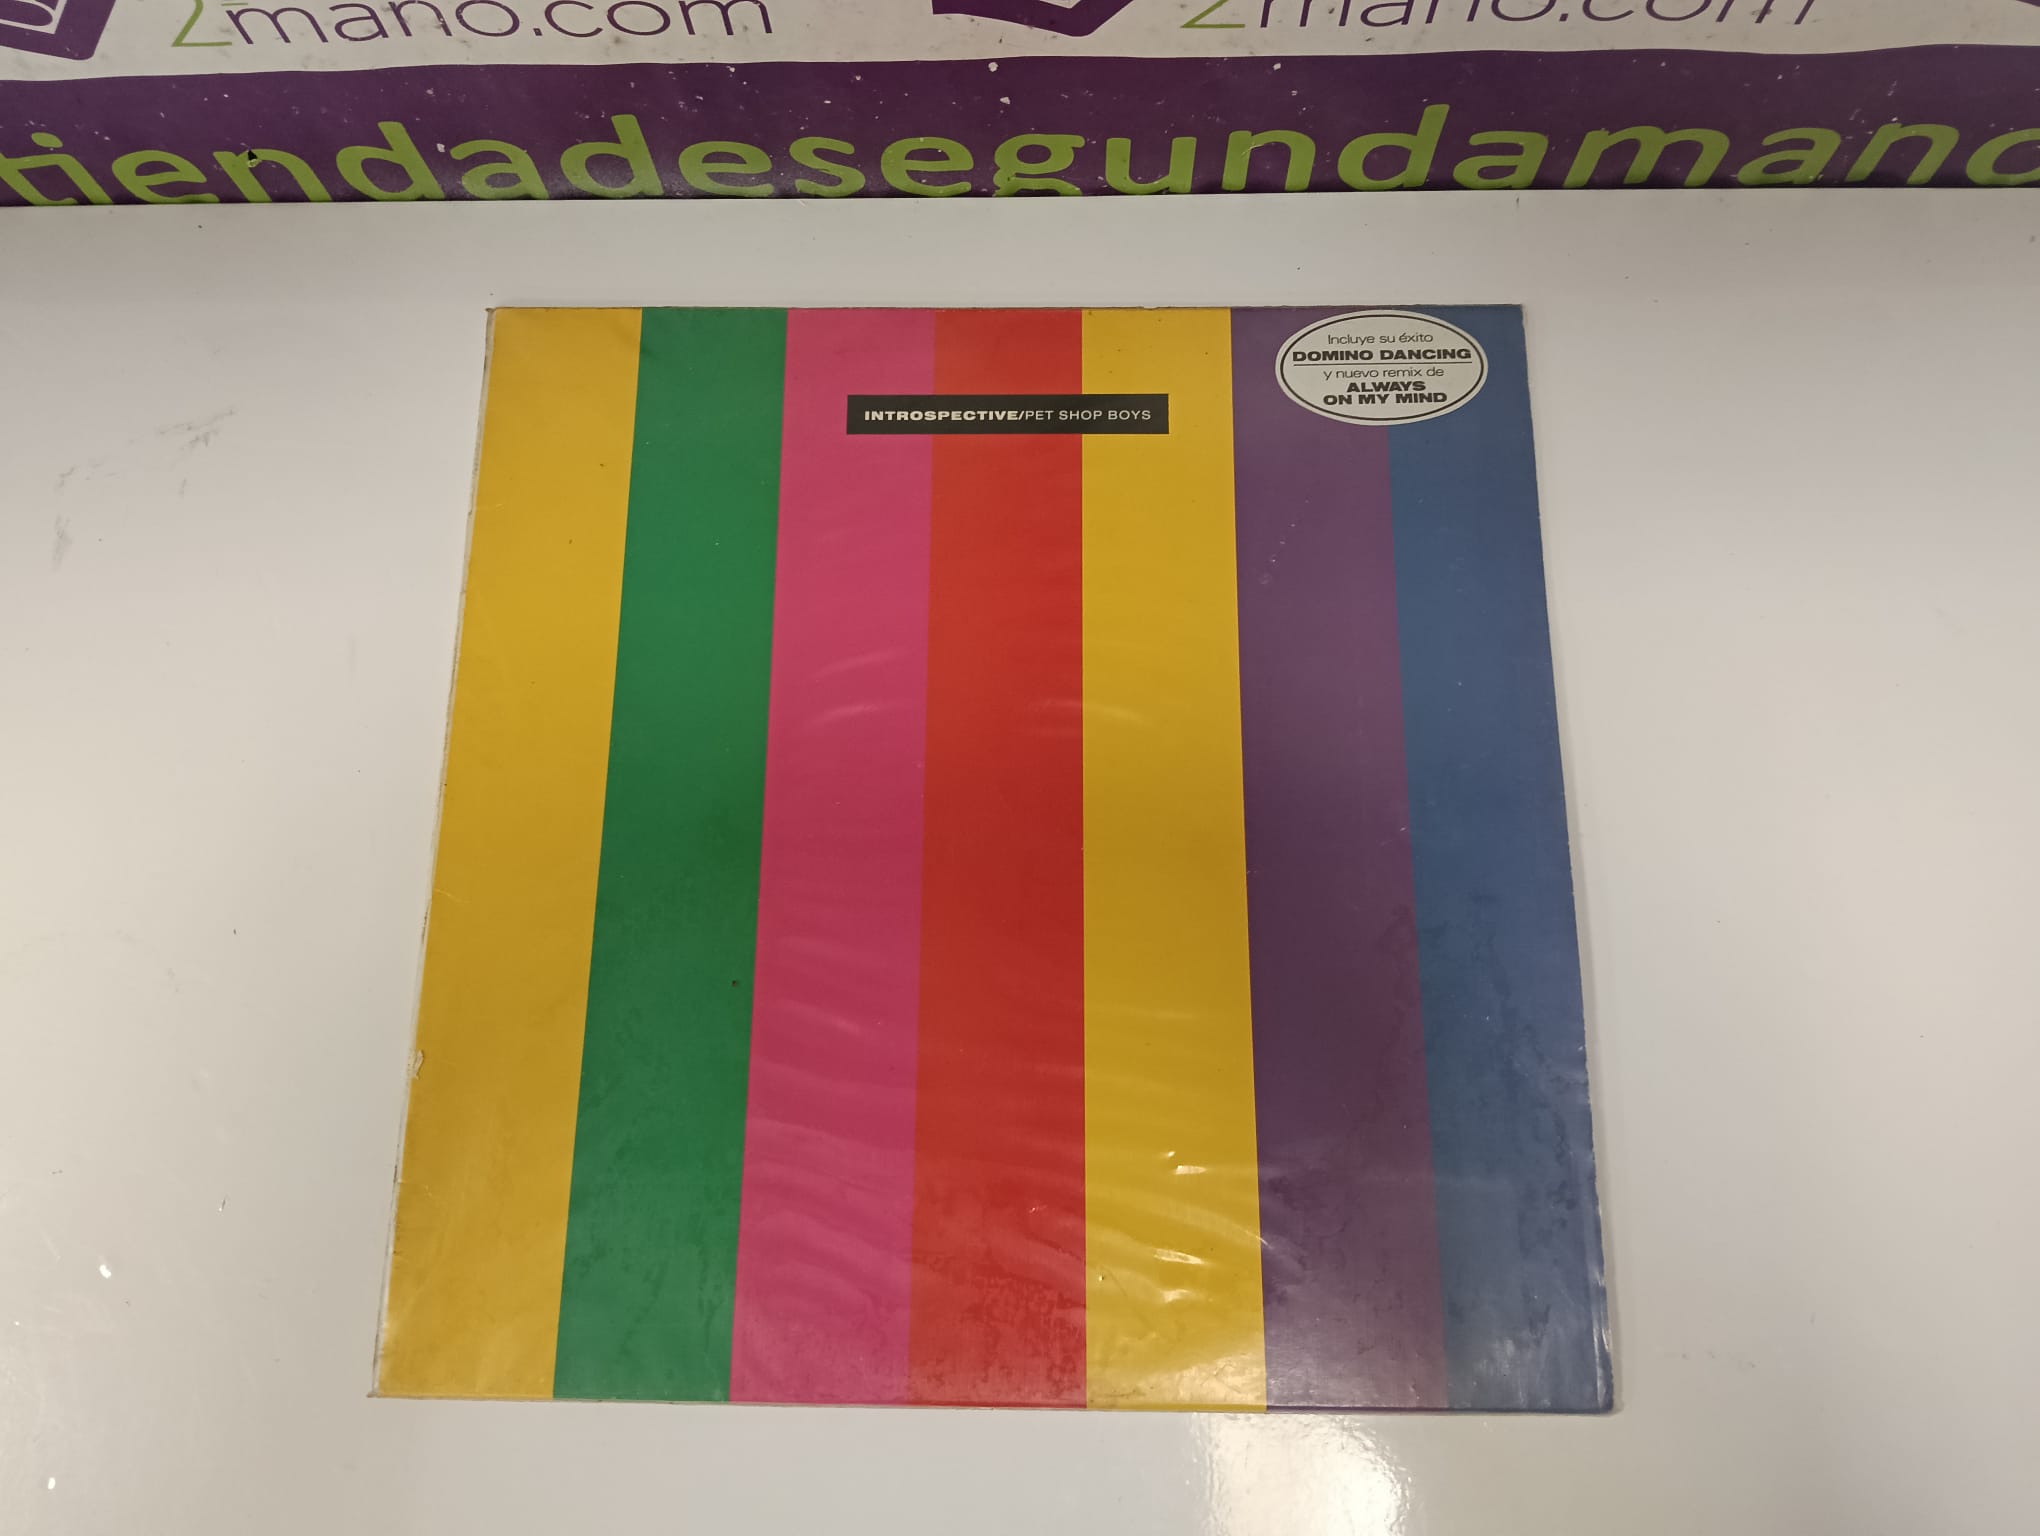 2mano.com
2mano.com
tiendadesegundamano
INTROSPECTIVE/PET SHOP BOYS
Incluye su éxito
DOMINO DANCING
y nuevo remix de
ALWAYS
ON MY MIND